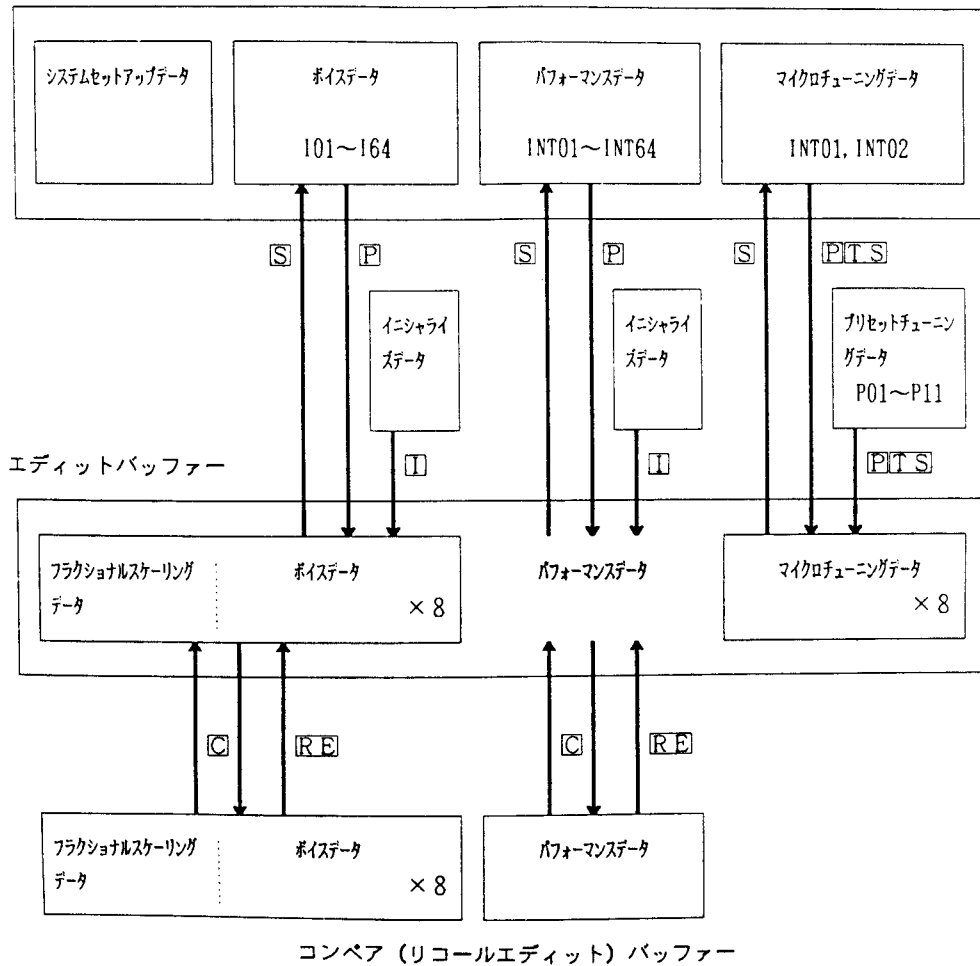 システムセットアップデータ
ボイスデータ
I01～I64
パフォーマンスデータ
INT01～INT64
マイクロチューニングデータ
INT01, INT02
S
P
S
P
S
PTS
イニシャライ
ズデータ
イニシャライ
ズデータ
プリセットチューニン
グデータ
P01～P11
I
I
PTS
エディットバッファー
フラクショナルスケーリング
データ
ボイスデータ
×8
パフォーマンスデータ
マイクロチューニングデータ
×8
C
RE
C
RE
フラクショナルスケーリング
データ
ボイスデータ
×8
パフォーマンスデータ
コンペア (リコールエディット) バッファー